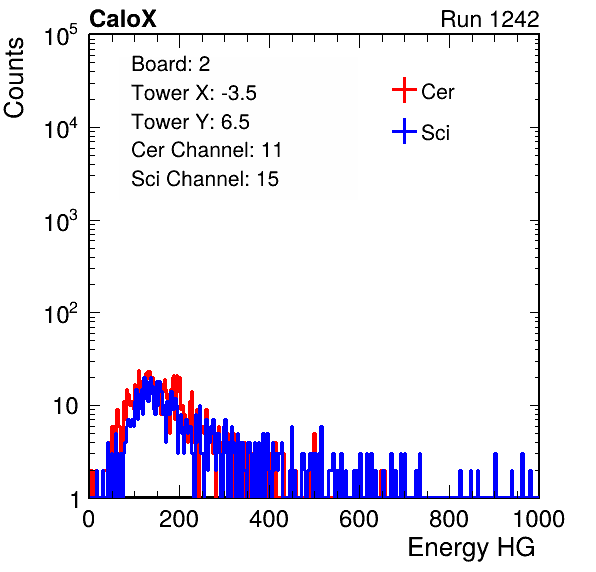 CaloX Run 1242
Counts
Board: 2
Tower X: -3.5
Tower Y: 6.5
Cer Channel: 11
Sci Channel: 15
Cer
Sci
10^5
10^4
10^3
10^2
10
1
0 200 400 600 800 1000
Energy HG